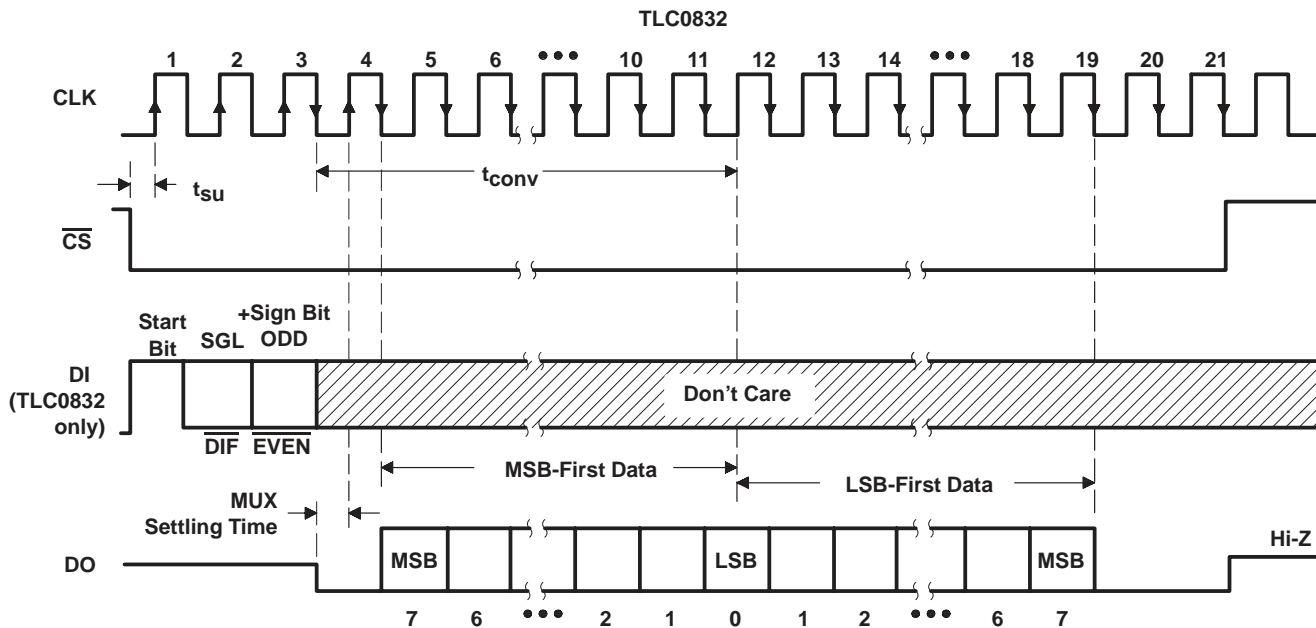 TLC0832
1 2 3 4 5 6 ••• 10 11 12 13 14 ••• 18 19 20 21
CLK
tsu
tconv
CS
Start
Bit
SGL
+Sign Bit
ODD
DI
(TLC0832
only)
Don't Care
DIF
EVEN
MSB-First Data
LSB-First Data
MUX
Settling Time
Hi-Z
DO
MSB
LSB
MSB
7 6 ••• 2 1 0 1 2 ••• 6 7